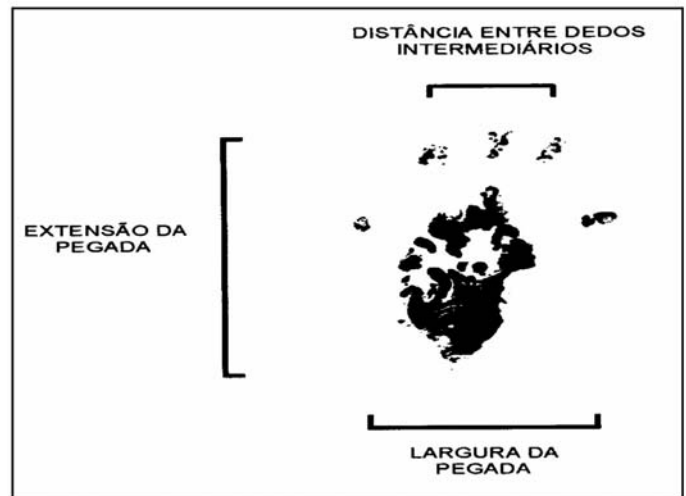 DISTÂNCIA ENTRE DEDOS
INTERMEDIÁRIOS
EXTENSÃO DA
PEGADA
LARGURA DA
PEGADA